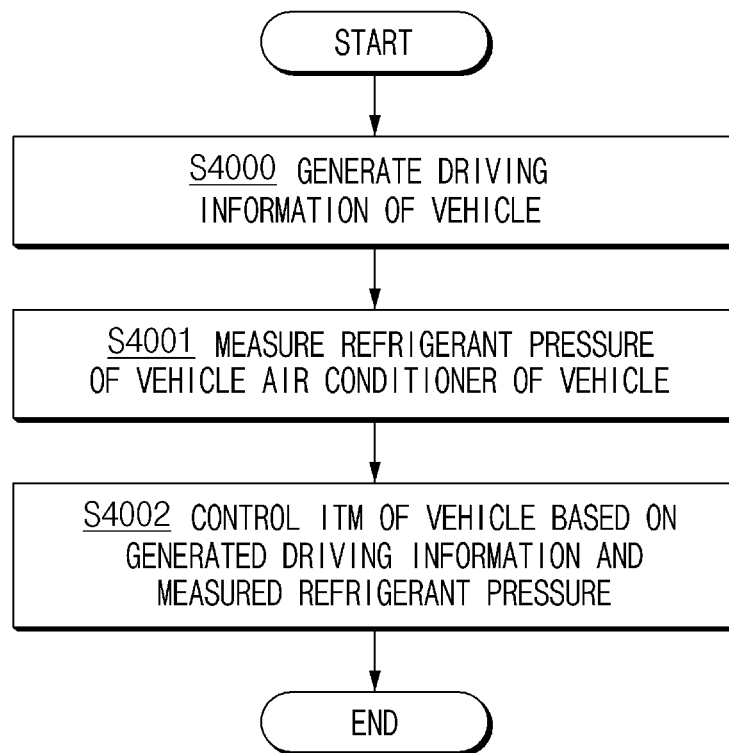 START
S4000 GENERATE DRIVING
INFORMATION OF VEHICLE
S4001 MEASURE REFRIGERANT PRESSURE
OF VEHICLE AIR CONDITIONER OF VEHICLE
S4002 CONTROL ITM OF VEHICLE BASED ON
GENERATED DRIVING INFORMATION AND
MEASURED REFRIGERANT PRESSURE
END